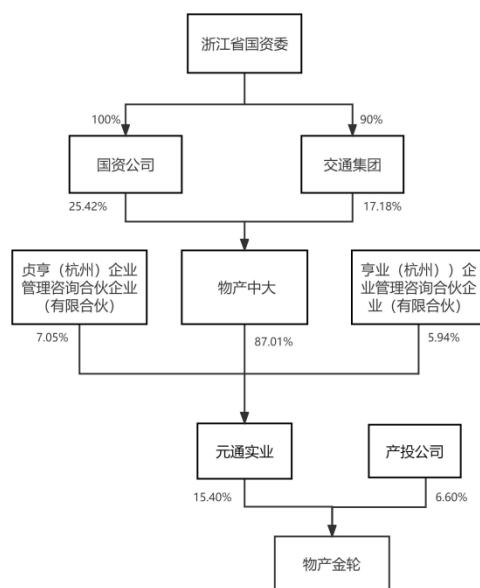 浙江省国资委
100%
90%
国资公司
交通集团
25.42%
17.18%
贞亨（杭州）企业
管理咨询合伙企业
（有限合伙）
物产中大
亨业（杭州））企
业管理咨询合伙企
业（有限合伙）
7.05%
87.01%
5.94%
元通实业
产投公司
15.40%
6.60%
物产金轮